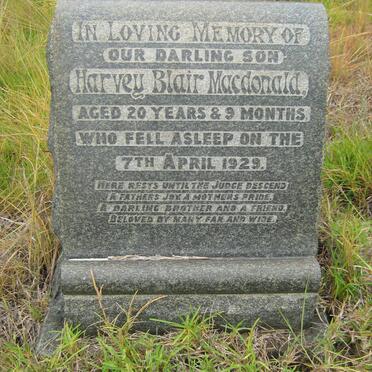 In Loving Memory of
our darling son
Harvey Blair Macdonald,
aged 20 years & 9 months
who fell asleep on the
7th April 1929.
Here rests until the Judge descend
A fathers joy, a mothers pride,
A darling brother and a friend,
Beloved by many far and wide.